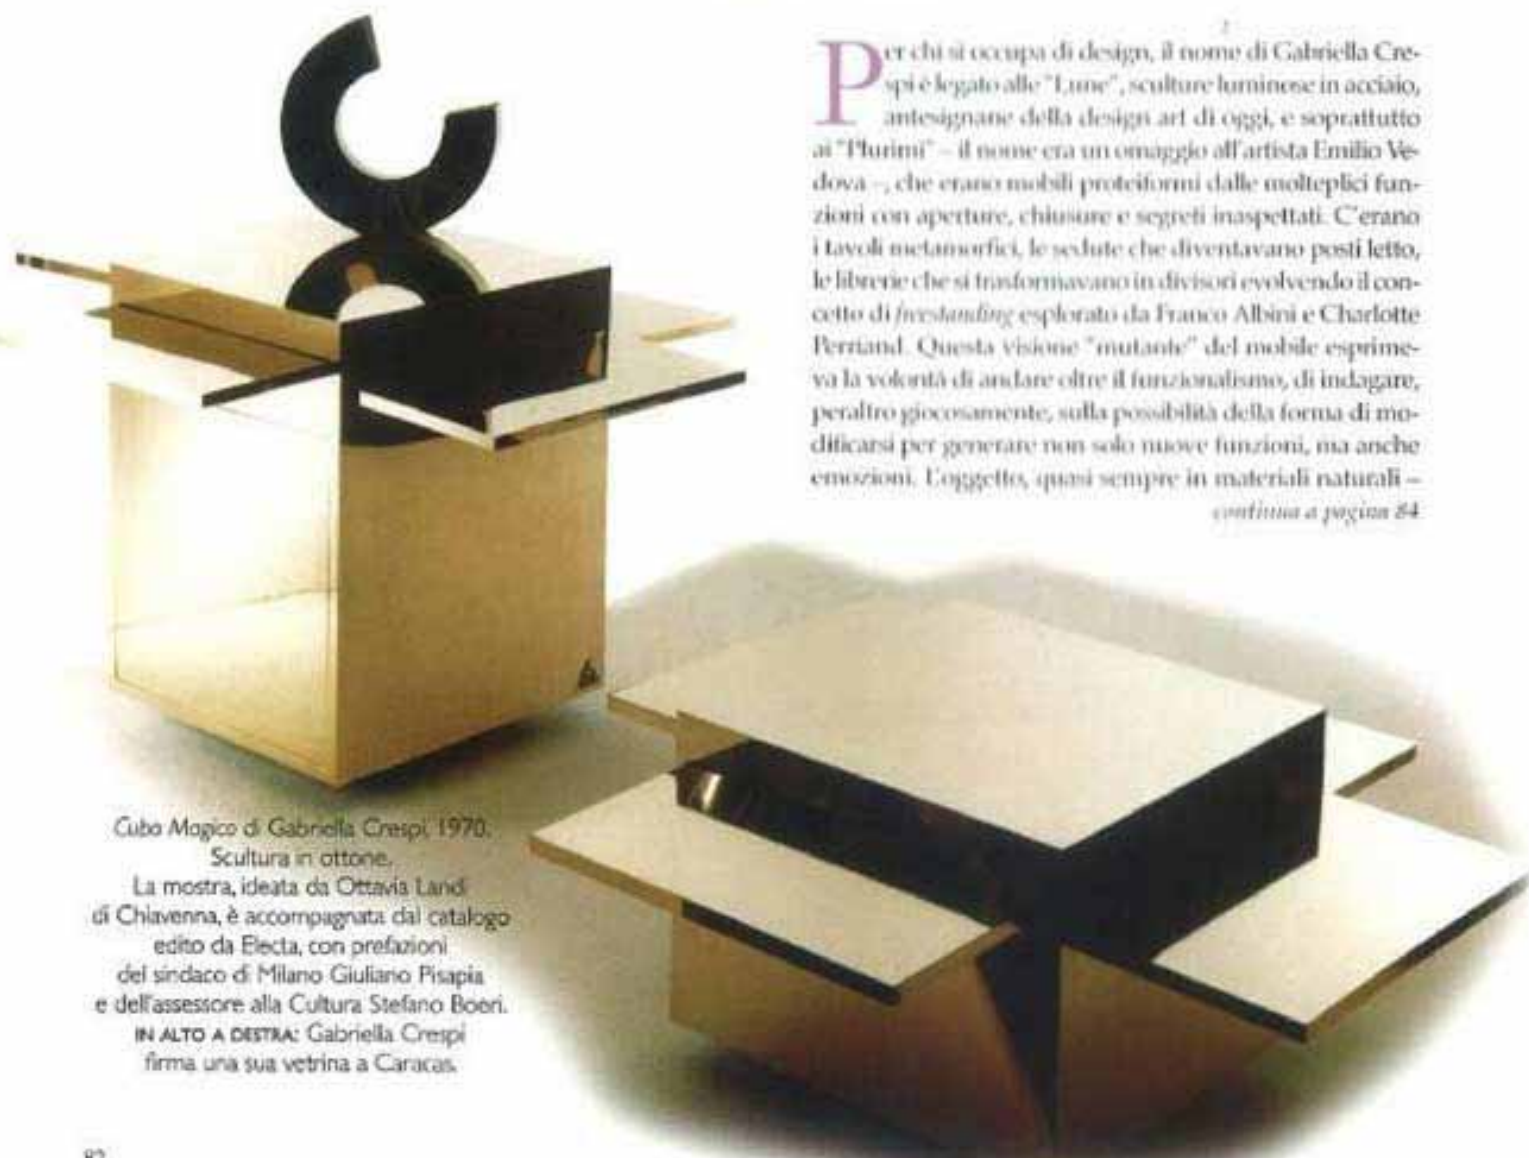 Per chi si occupa di design, il nome di Gabriella Cre-
spi è legato alle "Lune", sculture luminose in acciaio,
antesignane della design art di oggi, e soprattutto
ai "Plurimi" – il nome era un omaggio all'artista Emilio Ve-
dova –, che erano mobili proteiformi dalle molteplici fun-
zioni con aperture, chiusure e segreti inaspettati. C'erano
i tavoli metamorfici, le sedute che diventavano posti letto,
le librerie che si trasformavano in divisori evolvendo il con-
cetto di freestanding esplorato da Franco Albini e Charlotte
Perriand. Questa visione "mutante" del mobile esprime-
va la volontà di andare oltre il funzionalismo, di indagare,
peraltro giocosamente, sulla possibilità della forma di mo-
dificarsi per generare non solo nuove funzioni, ma anche
emozioni. L'oggetto, quasi sempre in materiali naturali –
continua a pagina 84
Cubo Magico di Gabriella Crespi, 1970.
Scultura in ottone.
La mostra, ideata da Ottavia Landi
di Chiavenna, è accompagnata dal catalogo
edito da Electa, con prefazioni
del sindaco di Milano Giuliano Pisapia
e dell'assessore alla Cultura Stefano Boeri.
IN ALTO A DESTRA: Gabriella Crespi
firma una sua vetrina a Caracas.
82